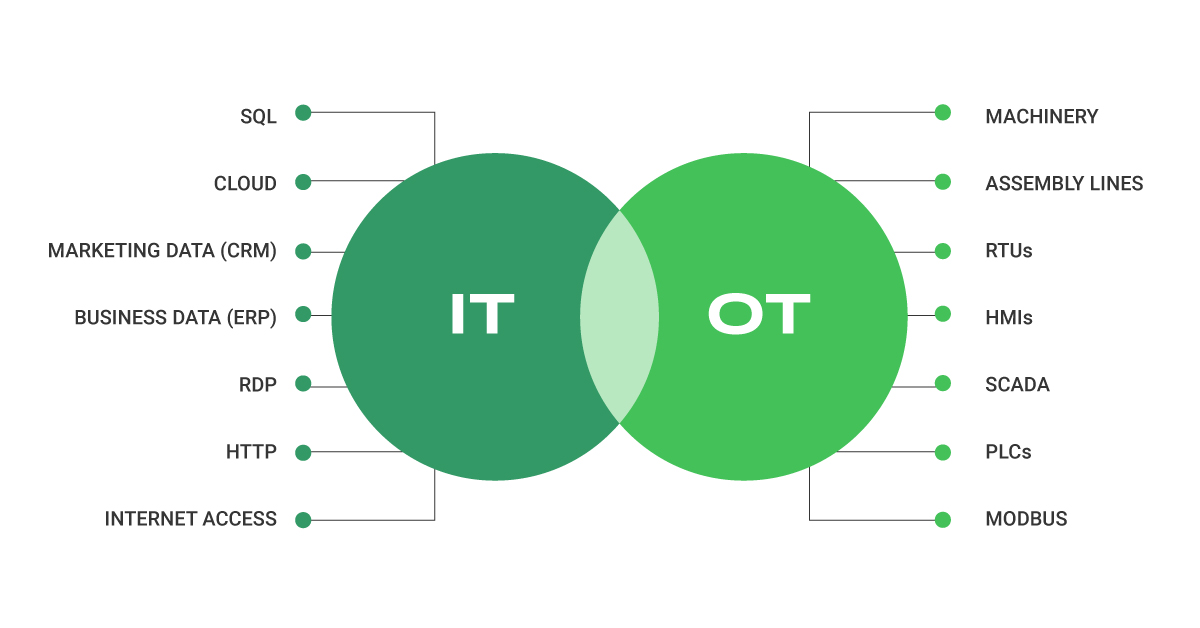 SQL
CLOUD
MARKETING DATA (CRM)
BUSINESS DATA (ERP)
RDP
HTTP
INTERNET ACCESS
IT
OT
MACHINERY
ASSEMBLY LINES
RTUs
HMIs
SCADA
PLCs
MODBUS